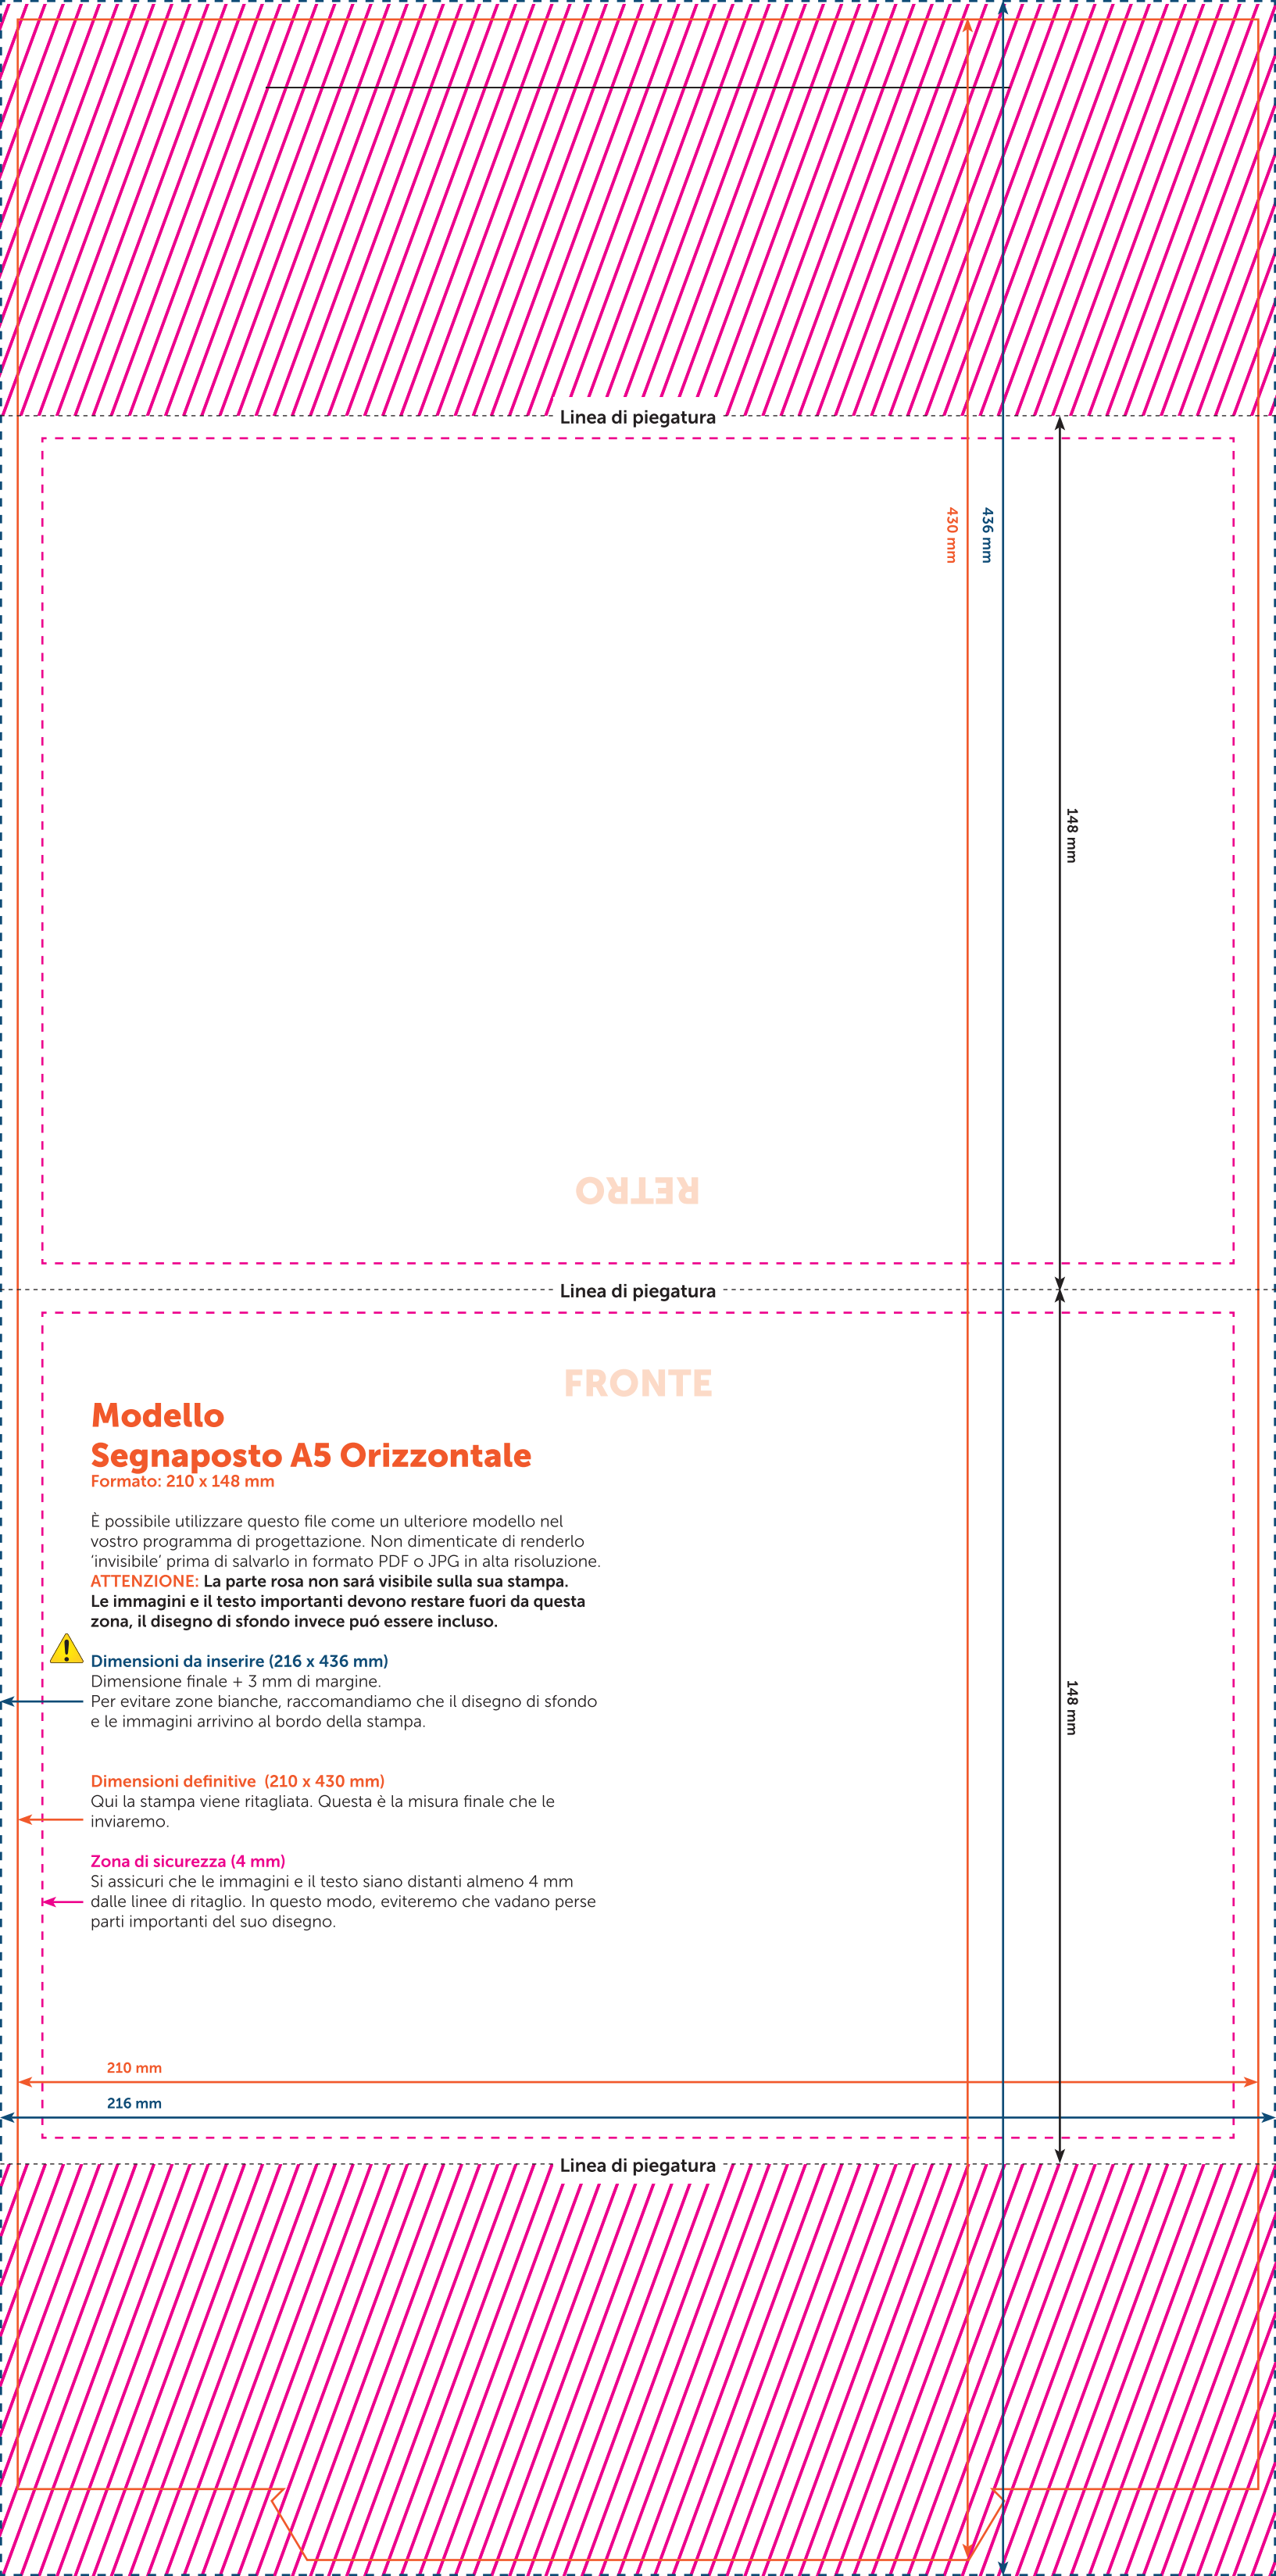 Linea di piegatura
430 mm
436 mm
148 mm
RETRO
Linea di piegatura
FRONTE
Modello
Segnaposto A5 Orizzontale
Formato: 210 x 148 mm
È possibile utilizzare questo file come un ulteriore modello nel
vostro programma di progettazione. Non dimenticate di renderlo
‘invisibile’ prima di salvarlo in formato PDF o JPG in alta risoluzione.
ATTENZIONE: La parte rosa non sará visibile sulla sua stampa.
Le immagini e il testo importanti devono restare fuori da questa
zona, il disegno di sfondo invece puó essere incluso.
Dimensioni da inserire (216 x 436 mm)
Dimensione finale + 3 mm di margine.
Per evitare zone bianche, raccomandiamo che il disegno di sfondo
e le immagini arrivino al bordo della stampa.
148 mm
Dimensioni definitive (210 x 430 mm)
Qui la stampa viene ritagliata. Questa è la misura finale che le
inviaremo.
Zona di sicurezza (4 mm)
Si assicuri che le immagini e il testo siano distanti almeno 4 mm
dalle linee di ritaglio. In questo modo, eviteremo che vadano perse
parti importanti del suo disegno.
210 mm
216 mm
Linea di piegatura